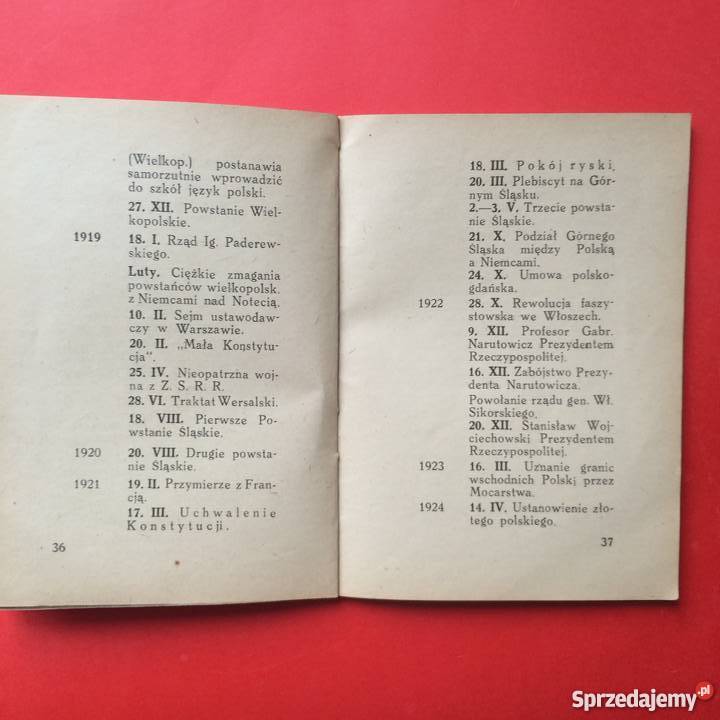 (Wielkop.) postanawia
samorzutnie wprowadzić
do szkół język polski.
27. XII. Powstanie Wiel-
kopolskie.
1919 18. I. Rząd Ig. Paderew-
skiego.
Luty. Ciężkie zmagania
powstańców wielkopolsk.
z Niemcami nad Notecią.
10. II. Sejm ustawodaw-
czy w Warszawie.
20. II. „Mała Konstytu-
cja".
25. IV. Nieopatrzna woj-
na z Z. S. R. R.
28. VI. Traktat Wersalski.
18. VIII. Pierwsze Po-
wstanie Śląskie.
1920 20. VIII. Drugie powsta-
nie Śląskie.
1921 19. II. Przymierze z Fran-
cją.
17. III. Uchwalenie
Konstytucji.
36
18. III. Pokój ryski.
20. III. Plebiscyt na Gór-
nym Śląsku.
2.—3. V. Trzecie powsta-
nie Śląskie.
21. X. Podział Górnego
Śląska między Polską
a Niemcami.
24. X. Umowa polsko-
gdańska.
1922 28. X. Rewolucja faszy-
stowska we Włoszech.
9. XII. Profesor Gabr.
Narutowicz Prezydentem
Rzeczypospolitej.
16. XII. Zabójstwo Prezy-
denta Narutowicza.
Powołanie rządu gen. Wł.
Sikorskiego.
20. XII. Stanisław Woj-
ciechowski Prezydentem
Rzeczypospolitej.
1923 16. III. Uznanie granic
wschodnich Polski przez
Mocarstwa.
1924 14. IV. Ustanowienie zło-
tego polskiego.
37
Sprzedajemy.pl